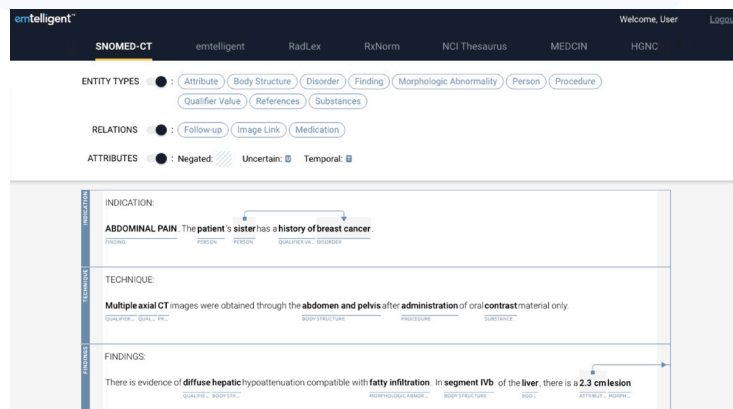 emtelligent™ Welcome, User Logou
SNOMED-CT emtelligent RadLex RxNorm NCI Thesaurus MEDCIN HGNC
ENTITY TYPES : Attribute Body Structure Disorder Finding Morphologic Abnormality Person Procedure
Qualifier Value References Substances
RELATIONS : Follow-up Image Link Medication
ATTRIBUTES : Negated: Uncertain: U Temporal: T
INDICATION
INDICATION:
ABDOMINAL PAIN. The patient's sister has a history of breast cancer.
FINDING PERSON PERSON QUALIFIER VA... DISORDER
TECHNIQUE
TECHNIQUE:
Multiple axial CT images were obtained through the abdomen and pelvis after administration of oral contrast material only.
QUALIFIER... QUAL... PR... BODY STRUCTURE PROCEDURE SUBSTANCE
FINDINGS
FINDINGS:
There is evidence of diffuse hepatic hypoattenuation compatible with fatty infiltration. In segment IVb of the liver, there is a 2.3 cm lesion
QUALIFIE... BODY STR... MORPHOLOGIC ABNOR... BODY STRUCTURE BOD... ATTRIBUT... MORPH...